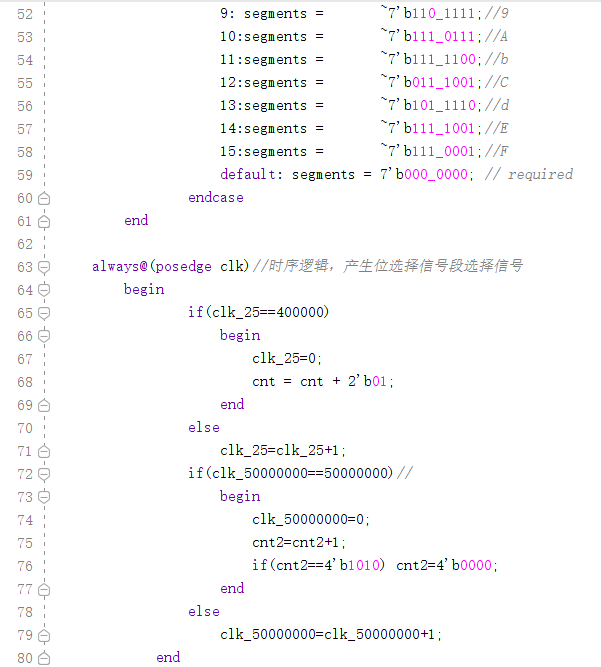 52 9: segments = ~7'b110_1111;//9
53 10:segments = ~7'b111_0111;//A
54 11:segments = ~7'b111_1100;//b
55 12:segments = ~7'b011_1001;//C
56 13:segments = ~7'b101_1110;//d
57 14:segments = ~7'b111_1001;//E
58 15:segments = ~7'b111_0001;//F
59 default: segments = 7'b000_0000; // required
60 endcase
61 end
62
63 always@(posedge clk)//时序逻辑，产生位选择信号段选择信号
64 begin
65 if(clk_25==400000)
66 begin
67 clk_25=0;
68 cnt = cnt + 2'b01;
69 end
70 else
71 clk_25=clk_25+1;
72 if(clk_50000000==50000000)//
73 begin
74 clk_50000000=0;
75 cnt2=cnt2+1;
76 if(cnt2==4'b1010) cnt2=4'b0000;
77 end
78 else
79 clk_50000000=clk_50000000+1;
80 end